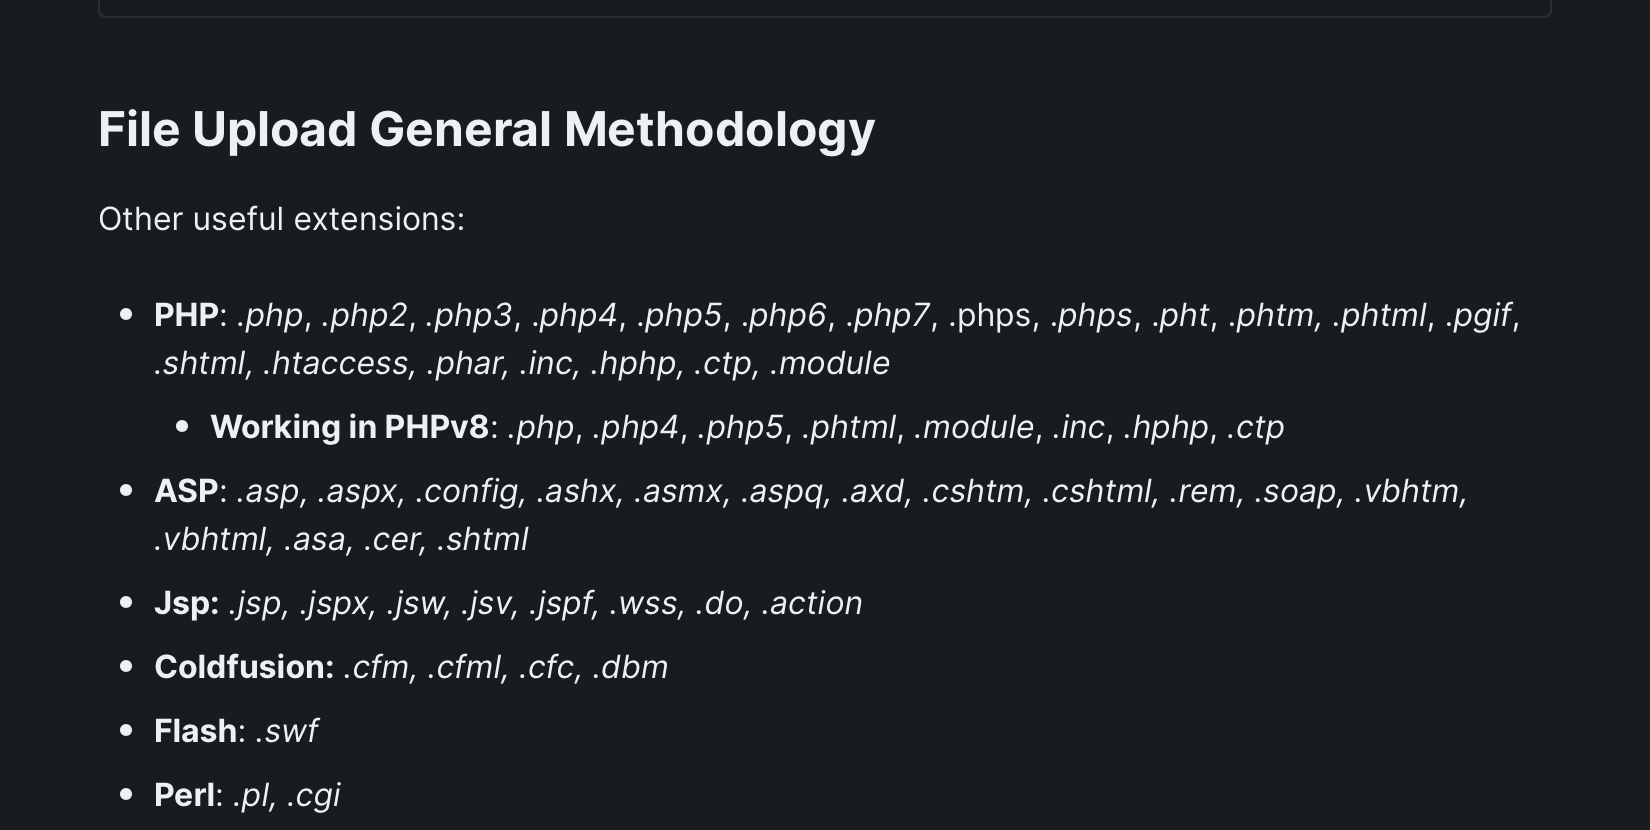 File Upload General Methodology
Other useful extensions:
• PHP: .php, .php2, .php3, .php4, .php5, .php6, .php7, .phps, .phps, .pht, .phtm, .phtml, .pgif,
.shtml, .htaccess, .phar, .inc, .hphp, .ctp, .module
• Working in PHPv8: .php, .php4, .php5, .phtml, .module, .inc, .hphp, .ctp
• ASP: .asp, .aspx, .config, .ashx, .asmx, .aspq, .axd, .cshtm, .cshtml, .rem, .soap, .vbhtm,
.vbhtml, .asa, .cer, .shtml
• Jsp: .jsp, .jspx, .jsw, .jsv, .jspf, .wss, .do, .action
• Coldfusion: .cfm, .cfml, .cfc, .dbm
• Flash: .swf
• Perl: .pl, .cgi